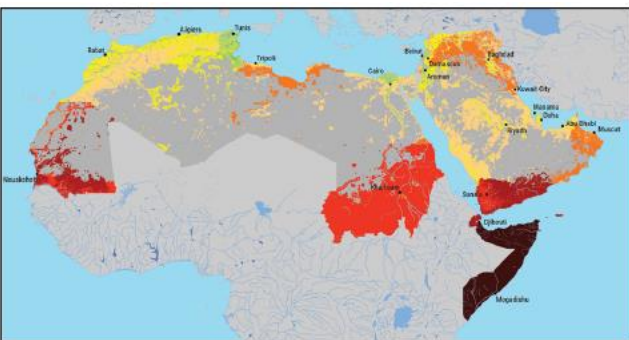 Algiers
Tunis
Rabat
Tripoli
Beirut
Damascus
Baghdad
Amman
Cairo
Kuwait City
Manama
Doha
Riyadh
Abu Dhabi
Muscat
Nouakchott
Khartoum
Sanaa
Djibouti
Mogadishu